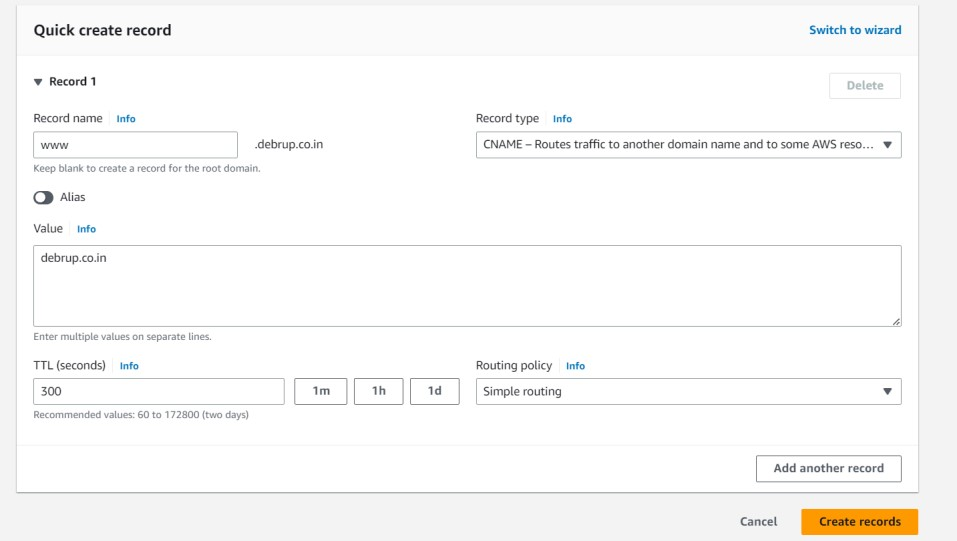 Quick create record
Switch to wizard
Record 1
Delete
Record name Info
Record type Info
www
.debrup.co.in
CNAME – Routes traffic to another domain name and to some AWS reso...
Keep blank to create a record for the root domain.
Alias
Value Info
debrup.co.in
Enter multiple values on separate lines.
TTL (seconds) Info
Routing policy Info
300
1m
1h
1d
Simple routing
Recommended values: 60 to 172800 (two days)
Add another record
Cancel
Create records